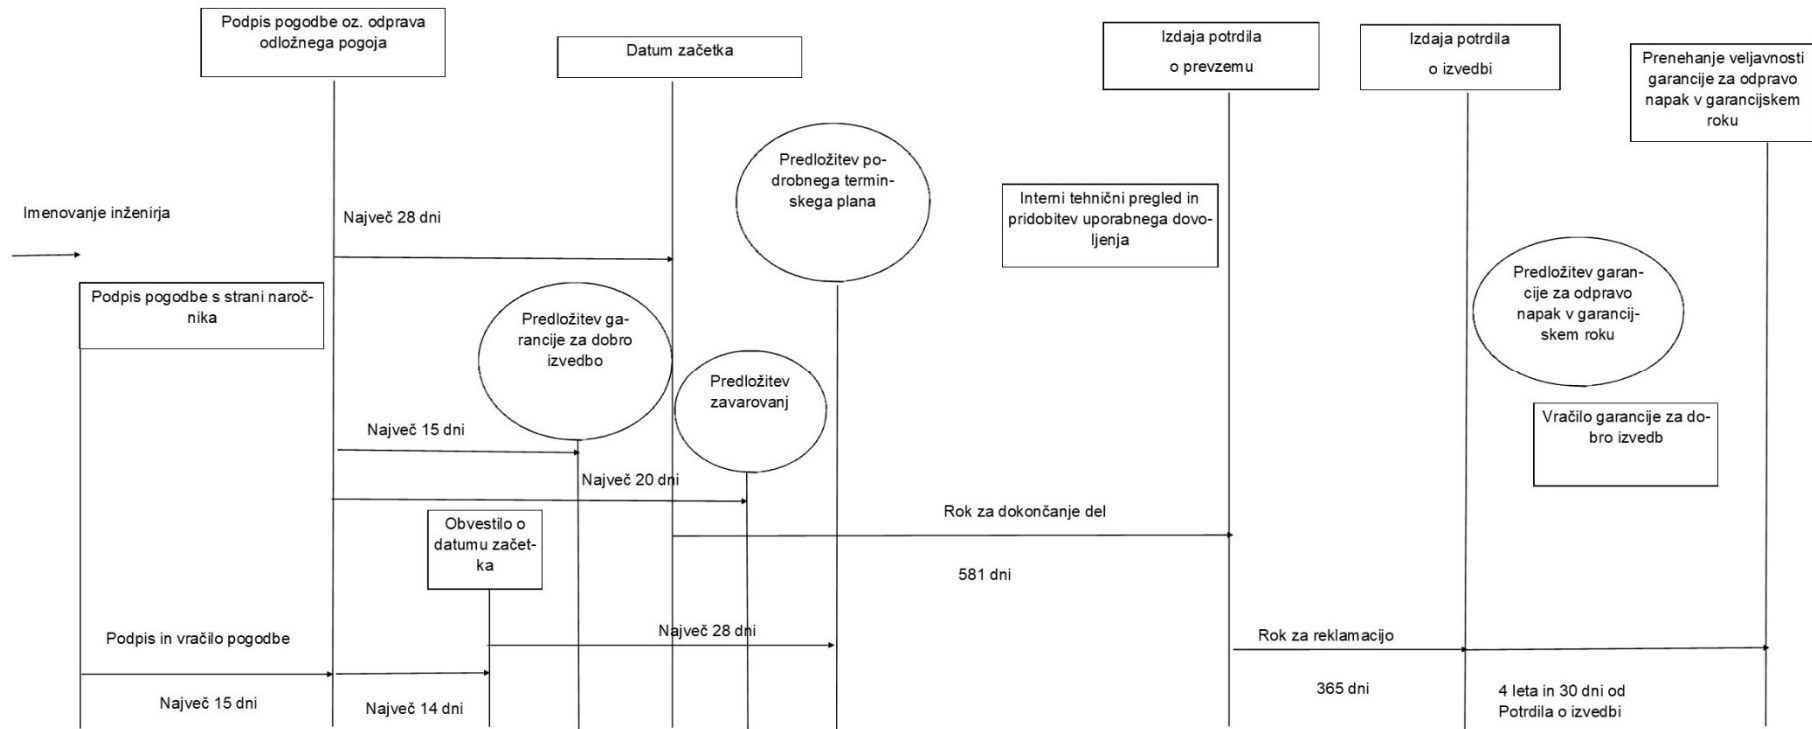 Podpis pogodbe oz. odprava
odložnega pogoja
Datum začetka
Izdaja potrdila
o prevzemu
Izdaja potrdila
o izvedbi
Prenehanje veljavnosti
garancije za odpravo
napak v garancijskem
roku
Predložitev po-
drobnega termin-
skega plana
Imenovanje inženirja
Največ 28 dni
Interni tehnični pregled in
pridobitev uporabnega dovo-
ljenja
Podpis pogodbe s strani naroč-
nika
Predložitev ga-
rancije za dobro
izvedbo
Predložitev garan-
cije za odpravo
napak v garancij-
skem roku
Predložitev
zavarovanj
Vračilo garancije za do-
bro izvedb
Največ 15 dni
Največ 20 dni
Obvestilo o
datumu začet-
ka
Rok za dokončanje del
581 dni
Podpis in vračilo pogodbe
Največ 28 dni
Rok za reklamacijo
Največ 15 dni
Največ 14 dni
365 dni
4 leta in 30 dni od
Potrdila o izvedbi